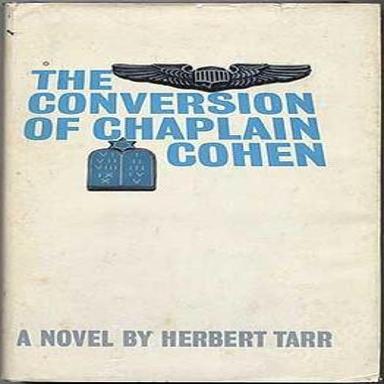 THE
CONVERSION
OF CHAPLAIN
COHEN
A NOVEL BY HERBERT TARR